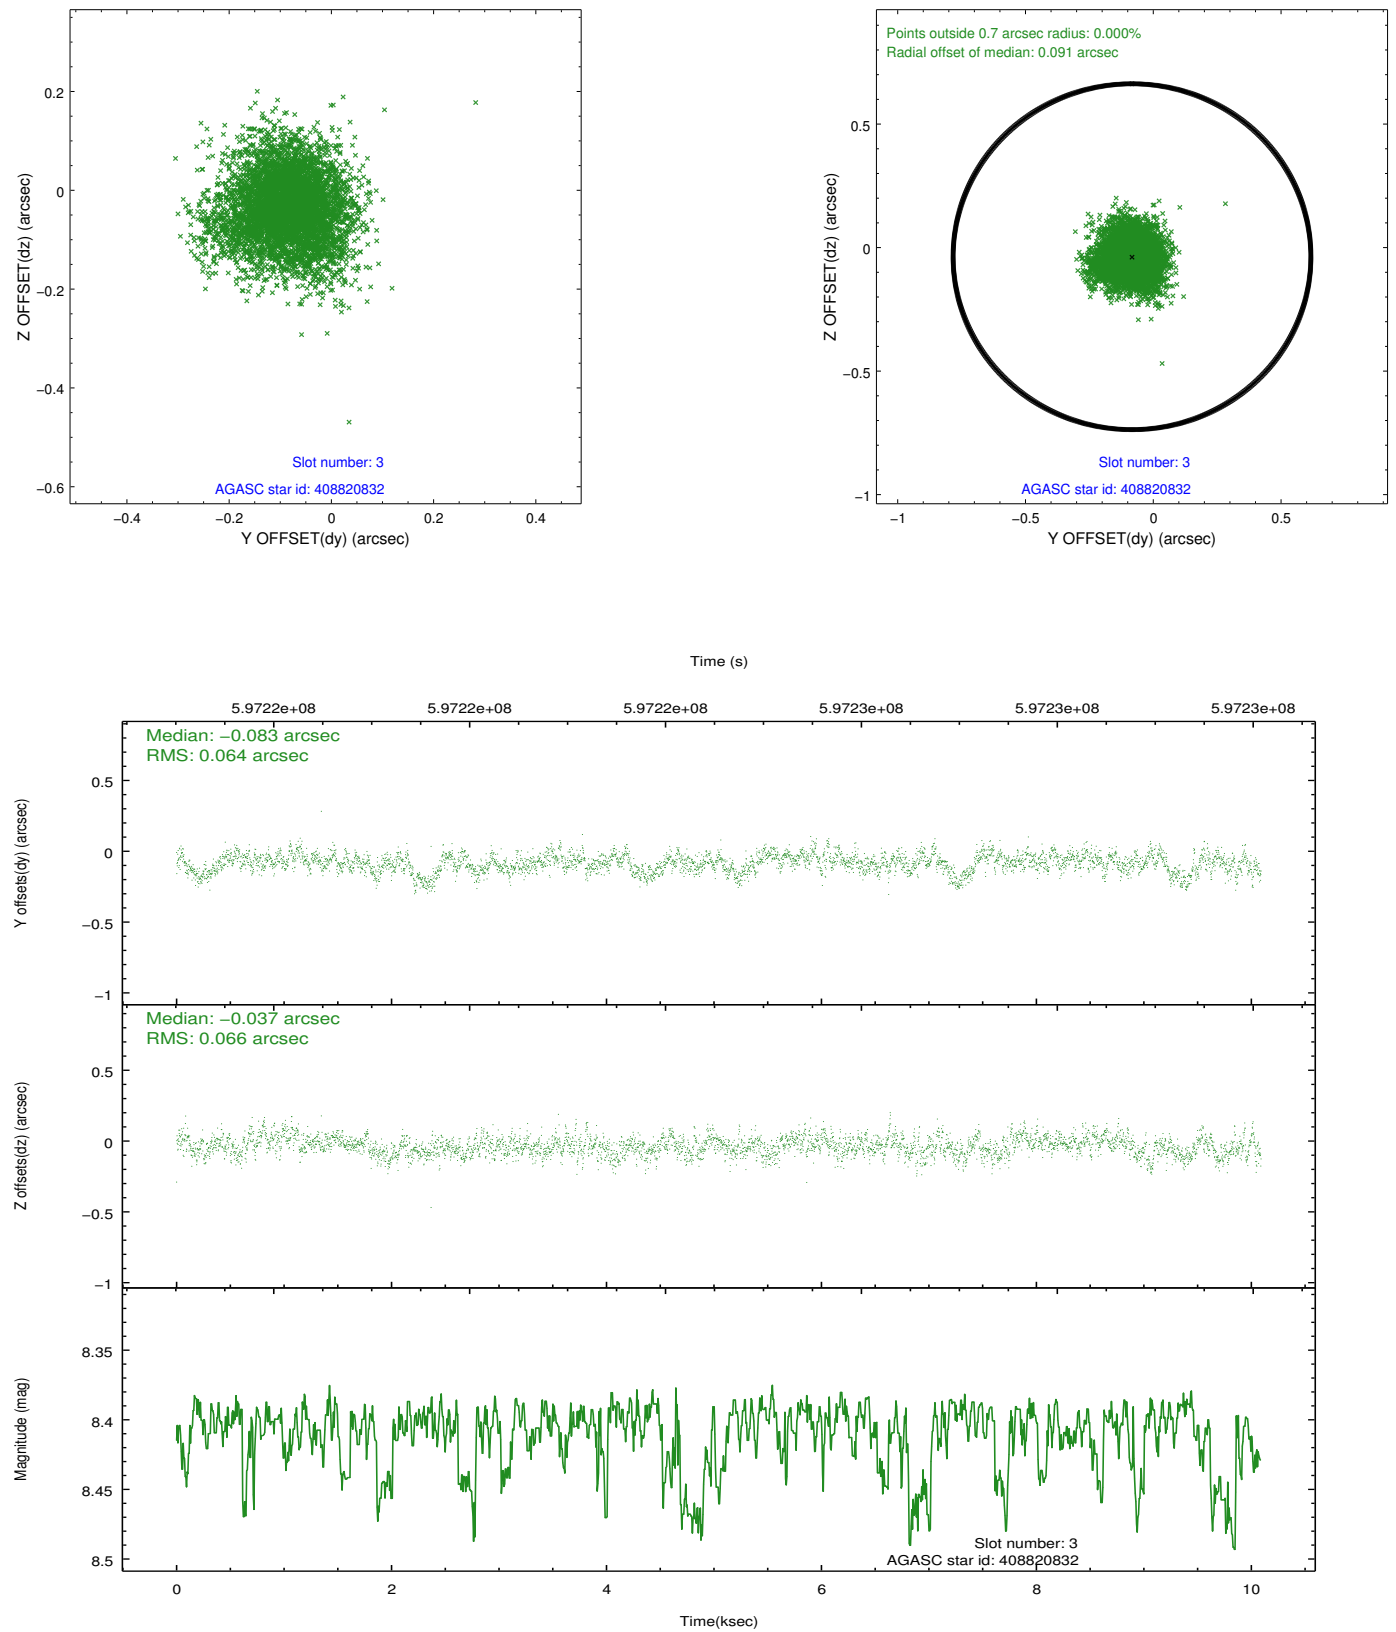 0.2
0
−0.2
−0.4
−0.6
Z OFFSET(dz) (arcsec)
Slot number: 3
AGASC star id: 408820832
−0.4
−0.2
0
0.2
0.4
Y OFFSET(dy) (arcsec)
Points outside 0.7 arcsec radius: 0.000%
Radial offset of median: 0.091 arcsec
0.5
0
−0.5
−1
Z OFFSET(dz) (arcsec)
Slot number: 3
AGASC star id: 408820832
−1
−0.5
0
0.5
Y OFFSET(dy) (arcsec)
Time (s)
5.9722e+08
5.9722e+08
5.9722e+08
5.9723e+08
5.9723e+08
5.9723e+08
Median: −0.083 arcsec
RMS: 0.064 arcsec
0.5
0
−0.5
−1
Y offsets(dy) (arcsec)
Median: −0.037 arcsec
RMS: 0.066 arcsec
0.5
0
−0.5
−1
Z offsets(dz) (arcsec)
8.35
8.4
8.45
8.5
Magnitude (mag)
Slot number: 3
AGASC star id: 408820832
0
2
4
6
8
10
Time(ksec)